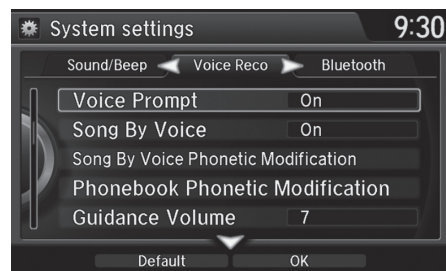 System settings 9:30
Sound/Beep Voice Reco Bluetooth
Voice Prompt On
Song By Voice On
Song By Voice Phonetic Modification
Phonebook Phonetic Modification
Guidance Volume 7
Default OK